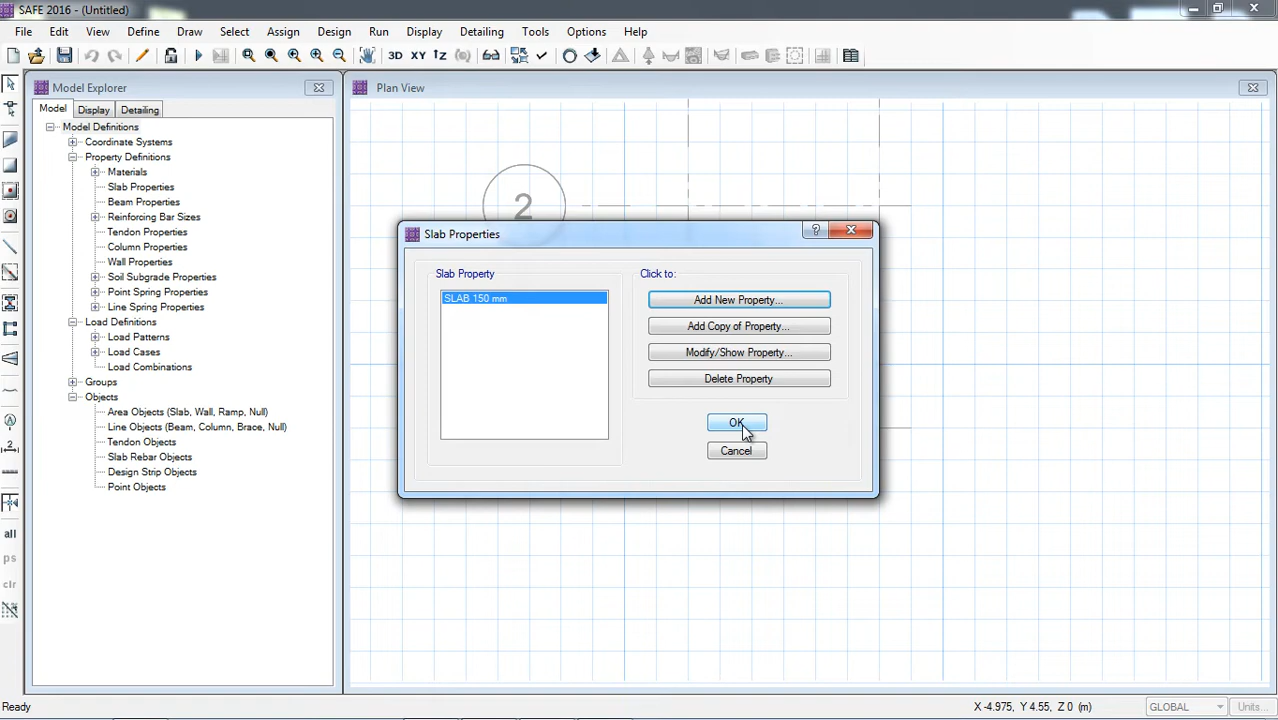 SAFE 2016 - (Untitled)
File Edit View Define Draw Select Assign Design Run Display Detailing Tools Options Help
3D XY
Model Explorer
Plan View
Model Display Detailing
Model Definitions
Coordinate Systems
Property Definitions
Materials
Slab Properties
Beam Properties
Reinforcing Bar Sizes
Tendon Properties
Column Properties
Wall Properties
Soil Subgrade Properties
Point Spring Properties
Line Spring Properties
Load Definitions
Load Patterns
Load Cases
Load Combinations
Groups
Objects
Area Objects (Slab, Wall, Ramp, Null)
Line Objects (Beam, Column, Brace, Null)
Tendon Objects
Slab Rebar Objects
Design Strip Objects
Point Objects
all
ps
clr
2
Slab Properties
?
Slab Property
SLAB 150 mm
Click to:
Add New Property...
Add Copy of Property...
Modify/Show Property...
Delete Property
OK
Cancel
Ready
X -4.975, Y 4.55, Z 0 (m)
GLOBAL
Units...